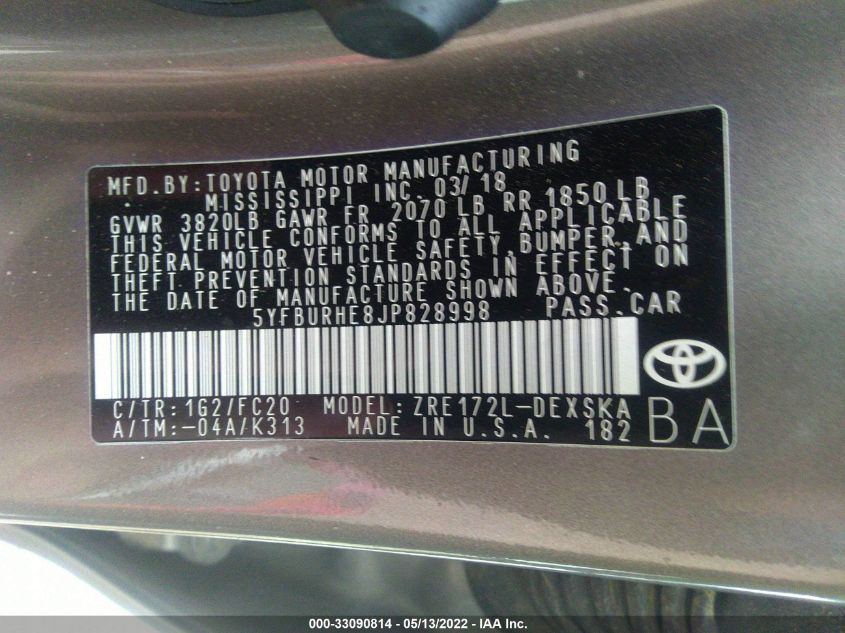 MFD.BY:TOYOTA MOTOR MANUFACTURING
MISSISSIPPI INC. 03/18
GVWR 3820LB GAWR FR 2070 LB RR 1850 LB
THIS VEHICLE CONFORMS TO ALL APPLICABLE
FEDERAL MOTOR VEHICLE SAFETY,BUMPER,AND
THEFT PREVENTION STANDARDS IN EFFECT ON
THE DATE OF MANUFACTURE SHOWN ABOVE.
5YFBURHE8JP828998 PASS.CAR
C/TR:1G2/FC20 MODEL:ZRE172L-DEXSKA
A/TM:-04A/K313 MADE IN U.S.A. 182
BA
000-33090814 - 05/13/2022 - IAA Inc.